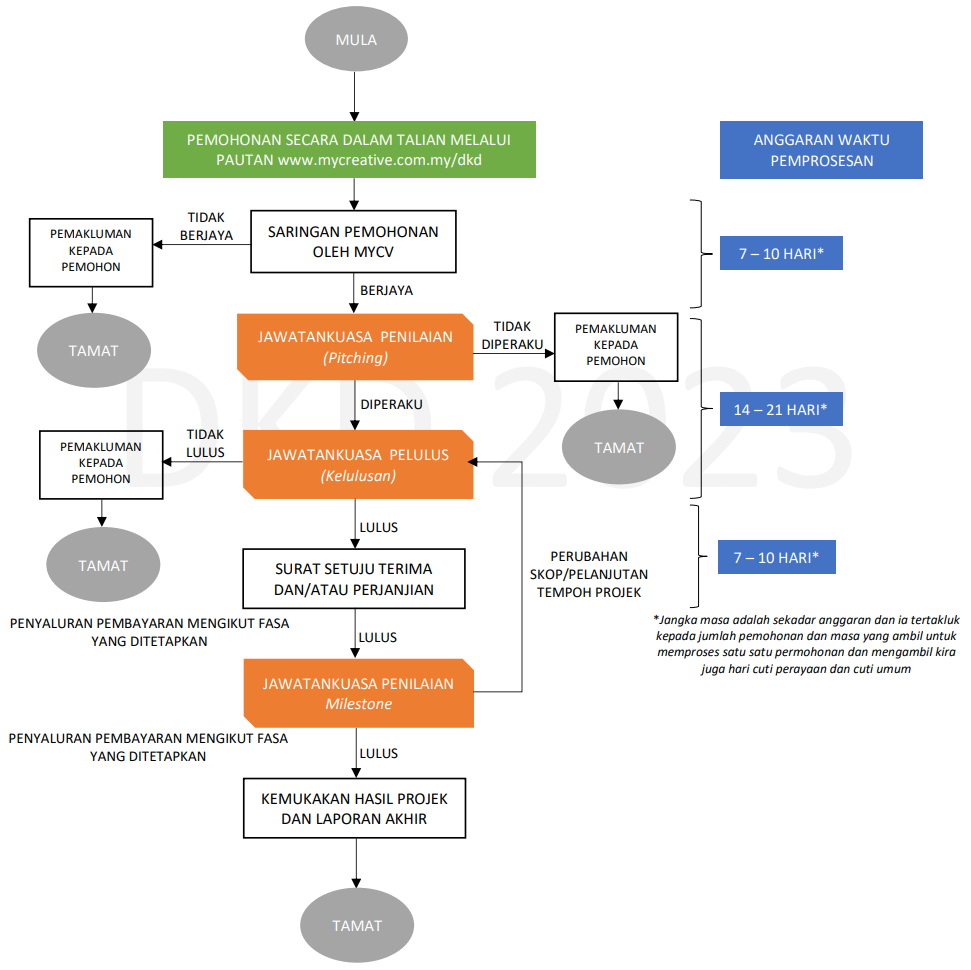 MULA
PEMOHONAN SECARA DALAM TALIAN MELALUI
PAUTAN www.mycreative.com.my/dkd
ANGGARAN WAKTU
PEMPROSESAN
SARINGAN PEMOHONAN
OLEH MYCV
TIDAK
BERJAYA
PEMAKLUMAN
KEPADA
PEMOHON
TAMAT
7 – 10 HARI*
BERJAYA
JAWATANKUASA PENILAIAN
(Pitching)
TIDAK
DIPERAKU
PEMAKLUMAN
KEPADA
PEMOHON
TAMAT
14 – 21 HARI*
DKD 2023
DIPERAKU
JAWATANKUASA PELULUS
(Kelulusan)
TIDAK
LULUS
PEMAKLUMAN
KEPADA
PEMOHON
TAMAT
LULUS
SURAT SETUJU TERIMA
DAN/ATAU PERJANJIAN
PERUBAHAN
SKOP/PELANJUTAN
TEMPOH PROJEK
7 – 10 HARI*
*Jangka masa adalah sekadar anggaran dan ia tertakluk
kepada jumlah pemohonan dan masa yang ambil untuk
memproses satu satu permohonan dan mengambil kira
juga hari cuti perayaan dan cuti umum
PENYALURAN PEMBAYARAN MENGIKUT FASA
YANG DITETAPKAN
LULUS
JAWATANKUASA PENILAIAN
Milestone
PENYALURAN PEMBAYARAN MENGIKUT FASA
YANG DITETAPKAN
LULUS
KEMUKAKAN HASIL PROJEK
DAN LAPORAN AKHIR
TAMAT